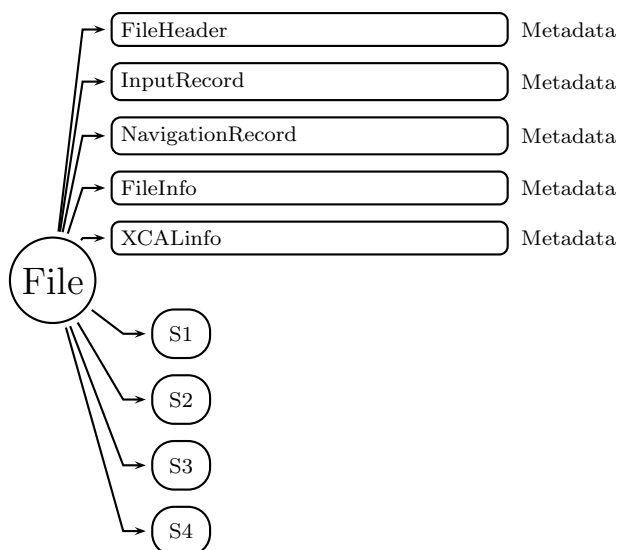 FileHeader Metadata
InputRecord Metadata
NavigationRecord Metadata
FileInfo Metadata
XCALinfo Metadata
File
S1
S2
S3
S4